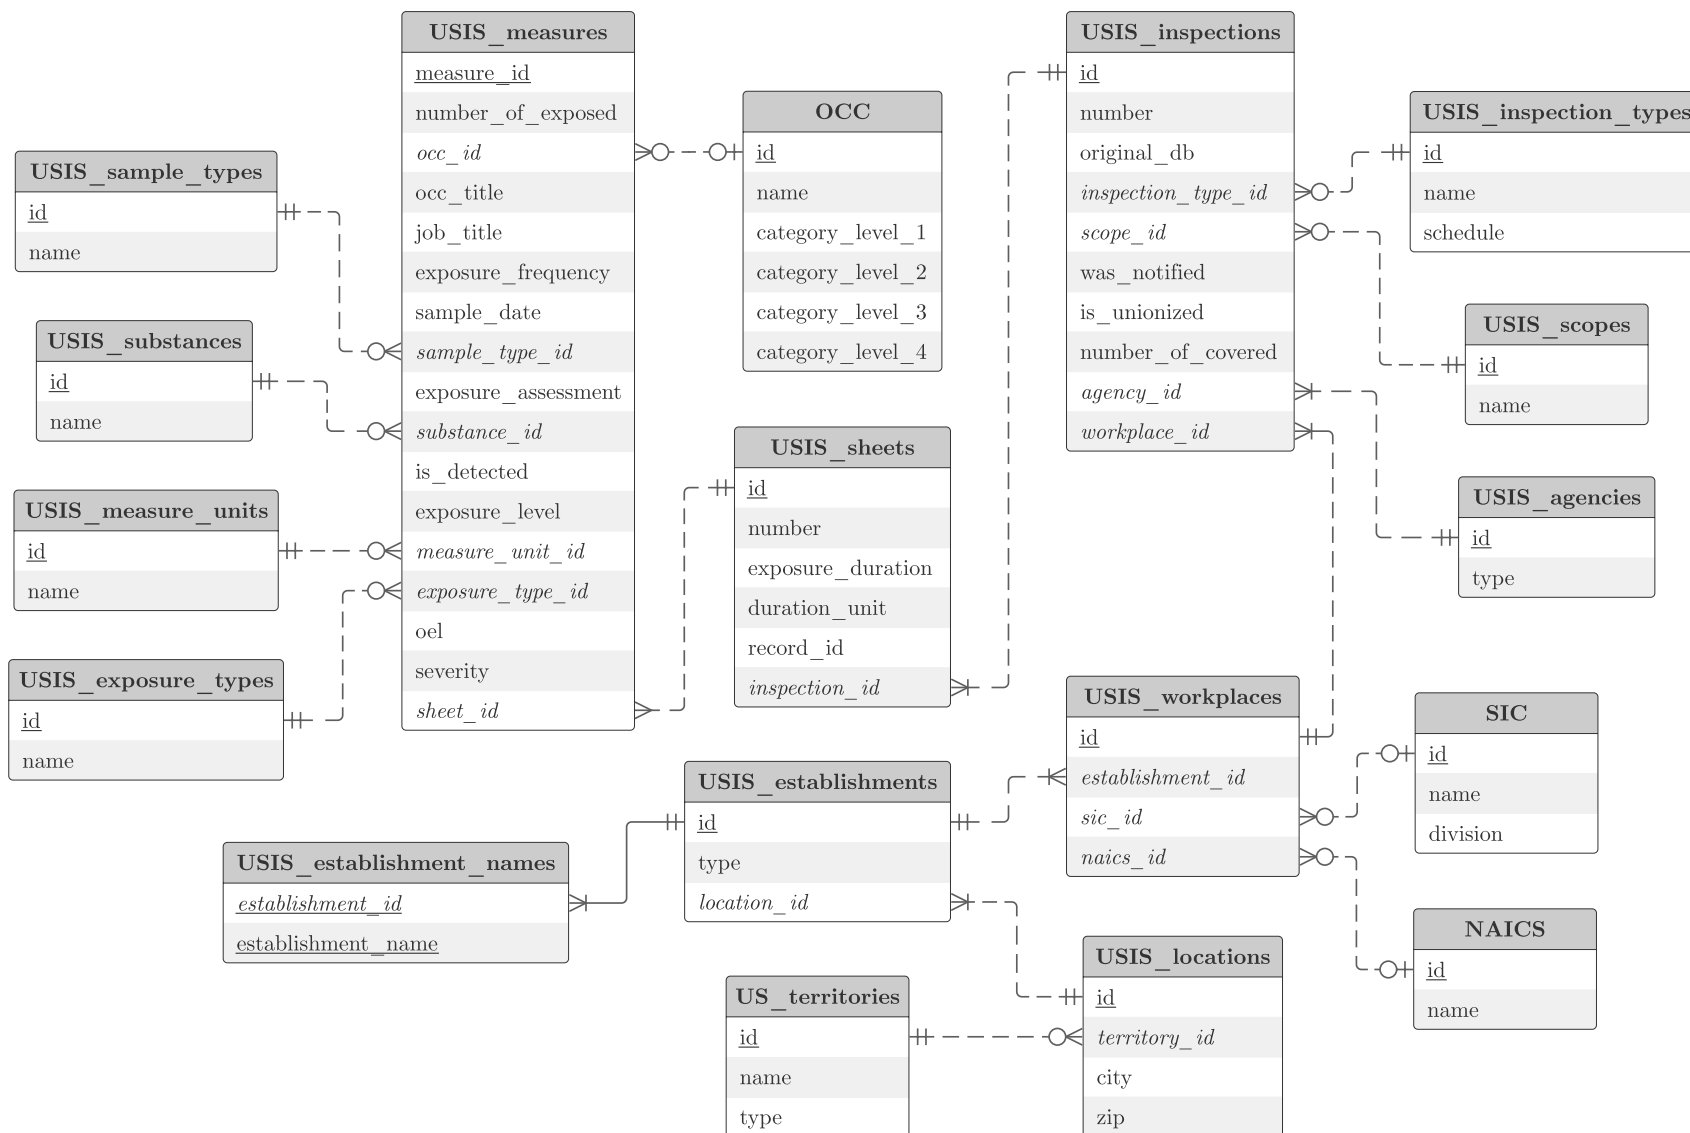 USIS_measures
measure_id
number_of_exposed
occ_id
occ_title
job_title
exposure_frequency
sample_date
sample_type_id
exposure_assessment
substance_id
is_detected
exposure_level
measure_unit_id
exposure_type_id
oel
severity
sheet_id
USIS_sample_types
id
name
USIS_substances
id
name
USIS_measure_units
id
name
USIS_exposure_types
id
name
OCC
id
name
category_level_1
category_level_2
category_level_3
category_level_4
USIS_sheets
id
number
exposure_duration
duration_unit
record_id
inspection_id
USIS_inspections
id
number
original_db
inspection_type_id
scope_id
was_notified
is_unionized
number_of_covered
agency_id
workplace_id
USIS_inspection_types
id
name
schedule
USIS_scopes
id
name
USIS_agencies
id
type
USIS_workplaces
id
establishment_id
sic_id
naics_id
SIC
id
name
division
NAICS
id
name
USIS_establishments
id
type
location_id
USIS_establishment_names
establishment_id
establishment_name
US_territories
id
name
type
USIS_locations
id
territory_id
city
zip